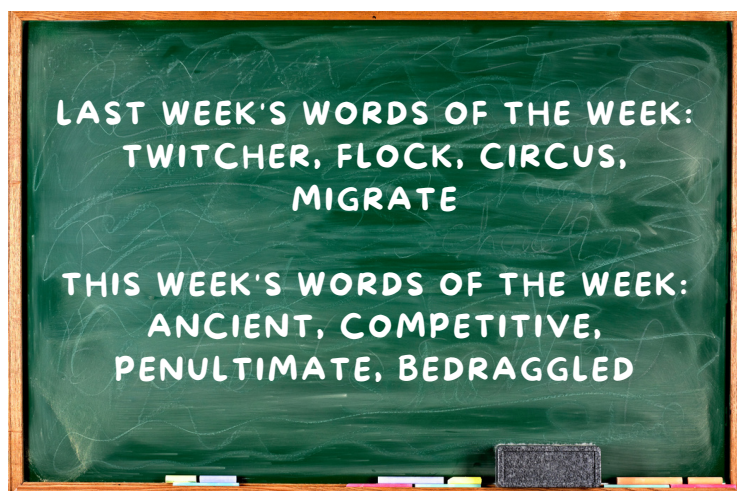 LAST WEEK'S WORDS OF THE WEEK:
TWITCHER, FLOCK, CIRCUS,
MIGRATE
THIS WEEK'S WORDS OF THE WEEK:
ANCIENT, COMPETITIVE,
PENULTIMATE, BEDRAGGLED